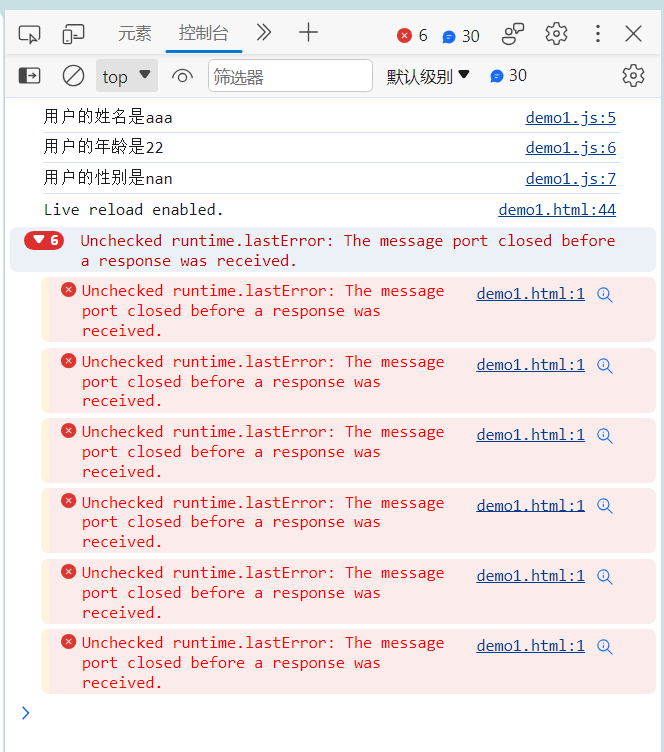 元素 控制台 6 30
top 筛选器 默认级别 30
用户的姓名是aaa demo1.js:5
用户的年龄是22 demo1.js:6
用户的性别是nan demo1.js:7
Live reload enabled. demo1.html:44
6 Unchecked runtime.lastError: The message port closed before
a response was received.
Unchecked runtime.lastError: The message demo1.html:1
port closed before a response was
received.
Unchecked runtime.lastError: The message demo1.html:1
port closed before a response was
received.
Unchecked runtime.lastError: The message demo1.html:1
port closed before a response was
received.
Unchecked runtime.lastError: The message demo1.html:1
port closed before a response was
received.
Unchecked runtime.lastError: The message demo1.html:1
port closed before a response was
received.
Unchecked runtime.lastError: The message demo1.html:1
port closed before a response was
received.